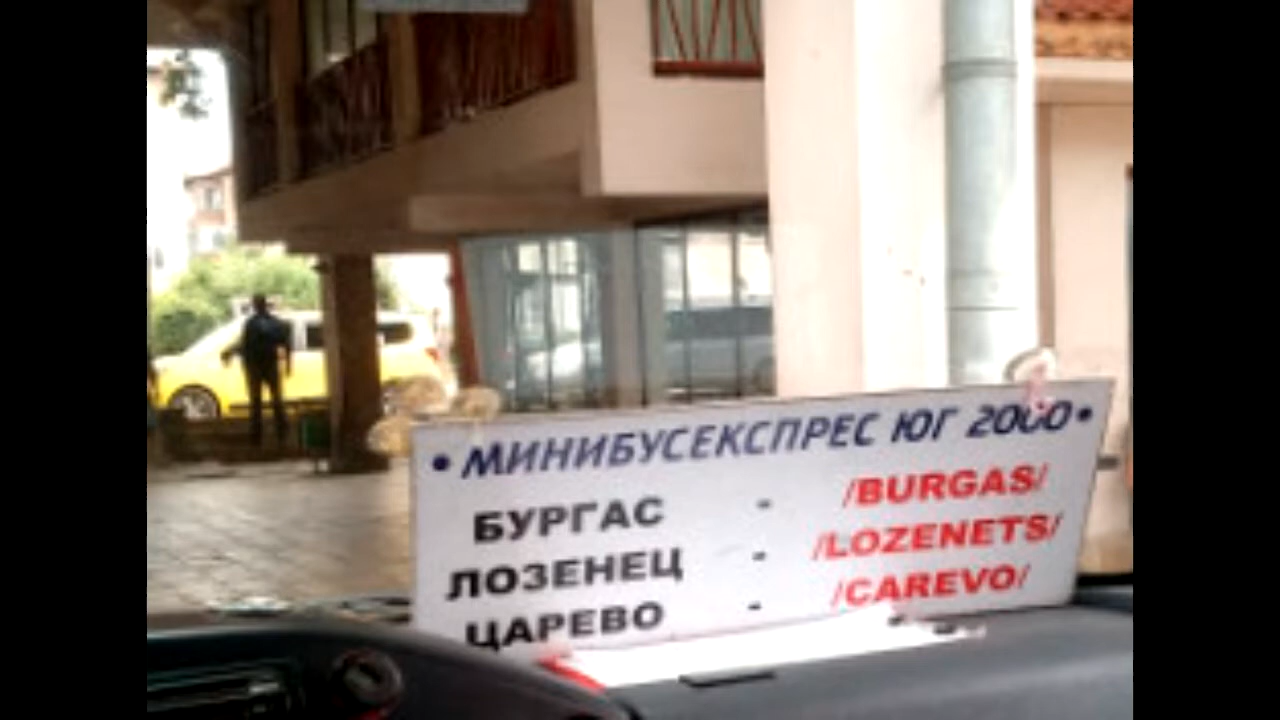 • МИНИБУСЕКСПРЕС ЮГ 2000 •
БУРГАС - /BURGAS/
ЛОЗЕНЕЦ - /LOZENETS/
ЦАРЕВО - /CAREVO/